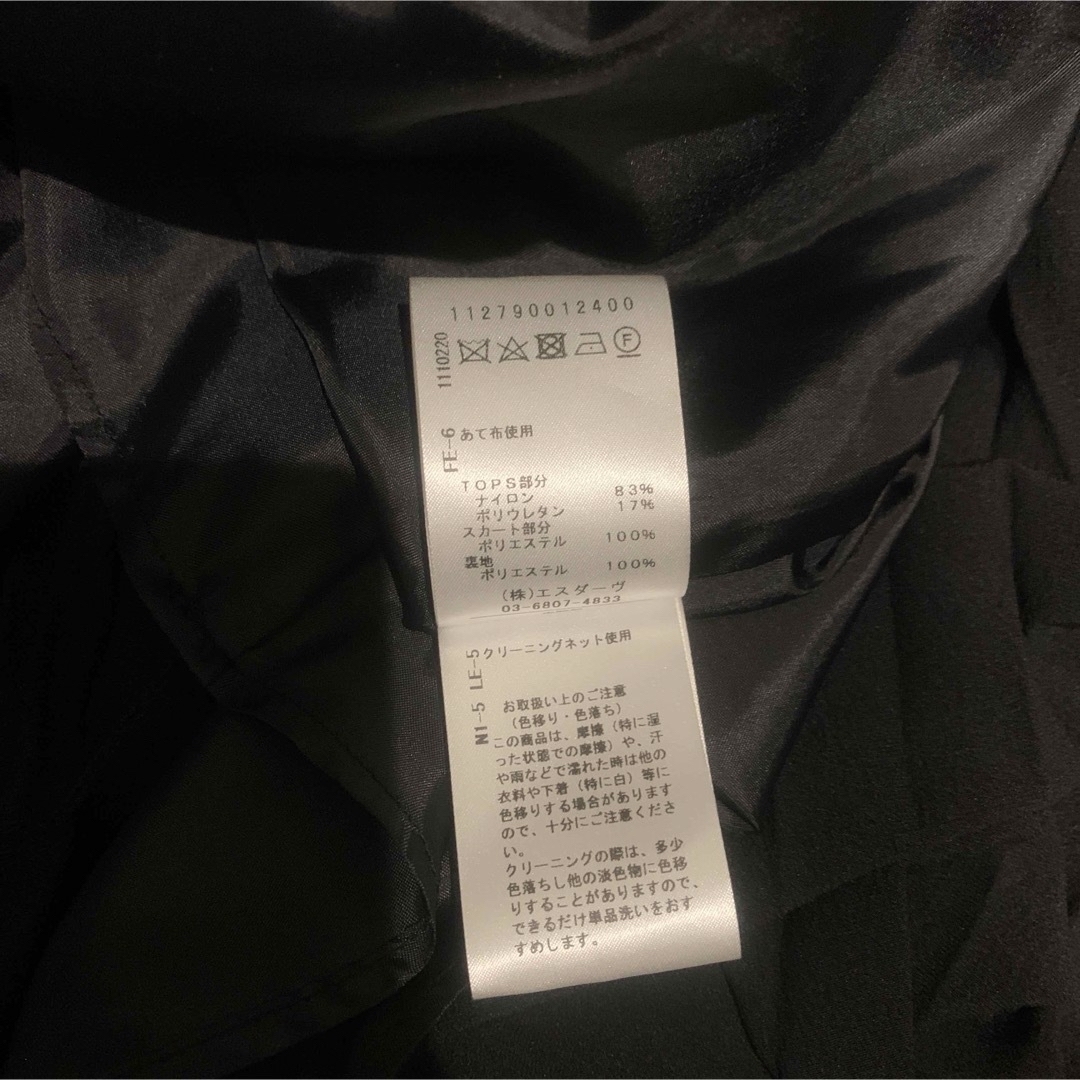 112790012400
1110220
F
FE-6
あて布使用
TOPS部分
ナイロン 83%
ポリウレタン 17%
スカート部分
ポリエステル 100%
裏地
ポリエステル 100%
(株)エスダーヴ
03-6807-4833
N1-5 LE-5
クリーニングネット使用
お取扱い上のご注意
(色移り・色落ち)
この商品は、摩擦(特に湿
った状態での摩擦)や、汗
や雨などで濡れた時は他の
衣料や下着(特に白)等に
色移りする場合があります
ので、十分にご注意くださ
い。
クリーニングの際は、多少
色落ちし他の淡色物に色移
りすることがありますので、
できるだけ単品洗いをおす
すめします。